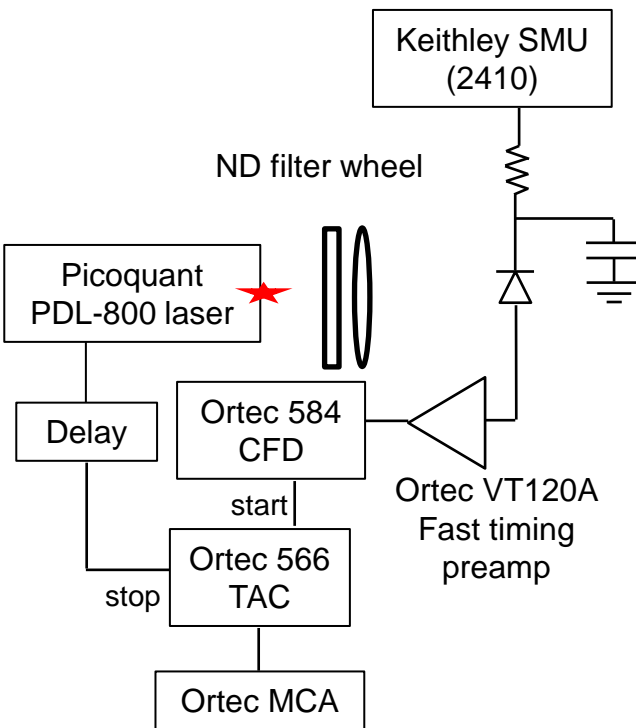 Keithley SMU
(2410)
ND filter wheel
Picoquant
PDL-800 laser
Delay
Ortec 584
CFD
Ortec VT120A
Fast timing
preamp
start
Ortec 566
TAC
stop
Ortec MCA